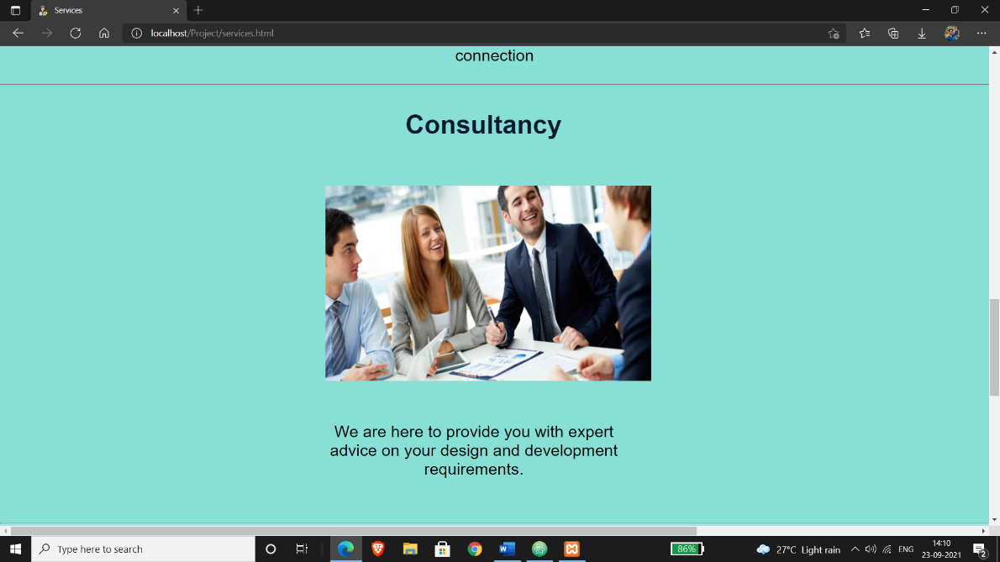 Services
localhost/Project/services.html
connection
Consultancy
We are here to provide you with expert
advice on your design and development
requirements.
Type here to search
86%
27°C Light rain
ENG
14:10
23-09-2021
2